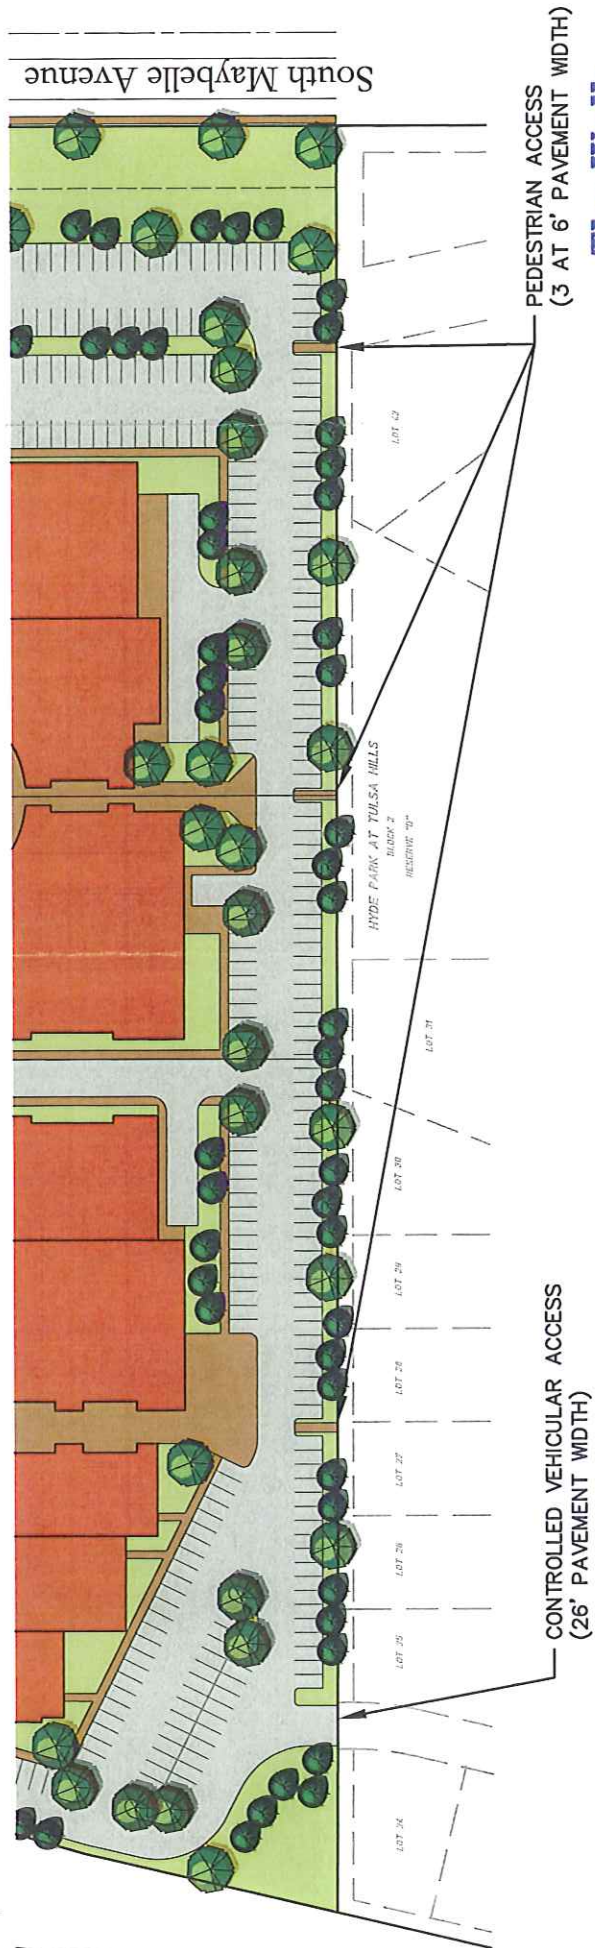 South Maybelle Avenue
PEDESTRIAN ACCESS
(3 AT 6' PAVEMENT WIDTH)
HYDE PARK AT TULSA HILLS
BLOCK 2
RESERVE "D"
LOT 31
LOT 30
LOT 29
LOT 28
LOT 27
LOT 26
LOT 25
LOT 24
CONTROLLED VEHICULAR ACCESS
(26' PAVEMENT WIDTH)